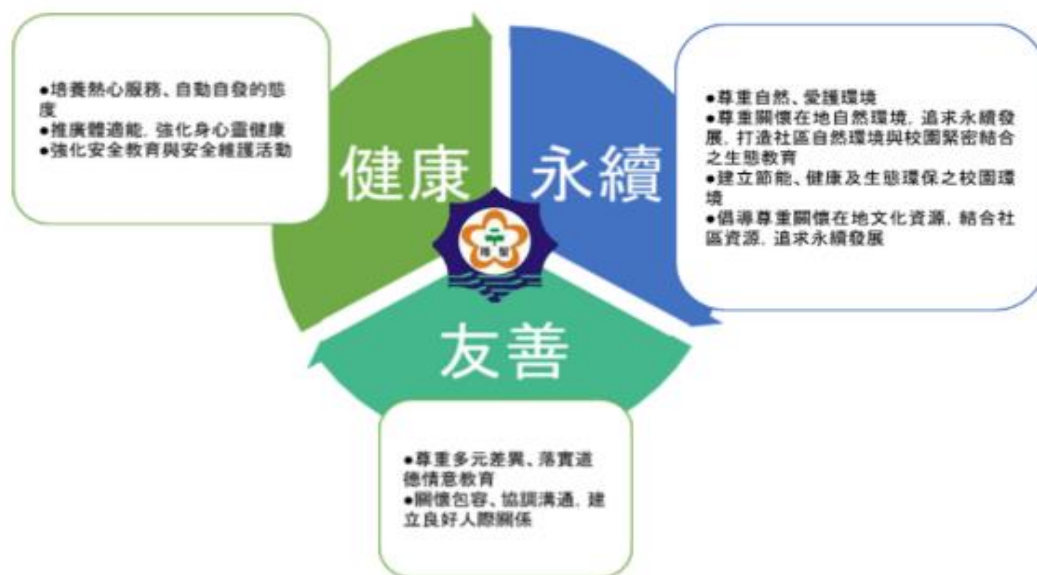 ●培養熱心服務、自動自發的態
度
●推廣體適能，強化身心靈健康
●強化安全教育與安全維護活動
健康
永續
●尊重自然、愛護環境
●尊重關懷在地自然環境，追求永續發
展，打造社區自然環境與校園緊密結合
之生態教育
●建立節能、健康及生態環保之校園環
境
●倡導尊重關懷在地文化資源，結合社
區資源，追求永續發展
友善
●尊重多元差異、落實道
德情意教育
●關懷包容、協調溝通，建
立良好人際關係